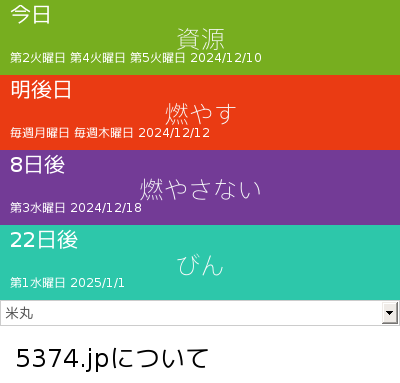 今日
資源
第2火曜日 第4火曜日 第5火曜日 2024/12/10
明後日
燃やす
毎週月曜日 毎週木曜日 2024/12/12
8日後
燃やさない
第3水曜日 2024/12/18
22日後
びん
第1水曜日 2025/1/1
米丸
5374.jpについて